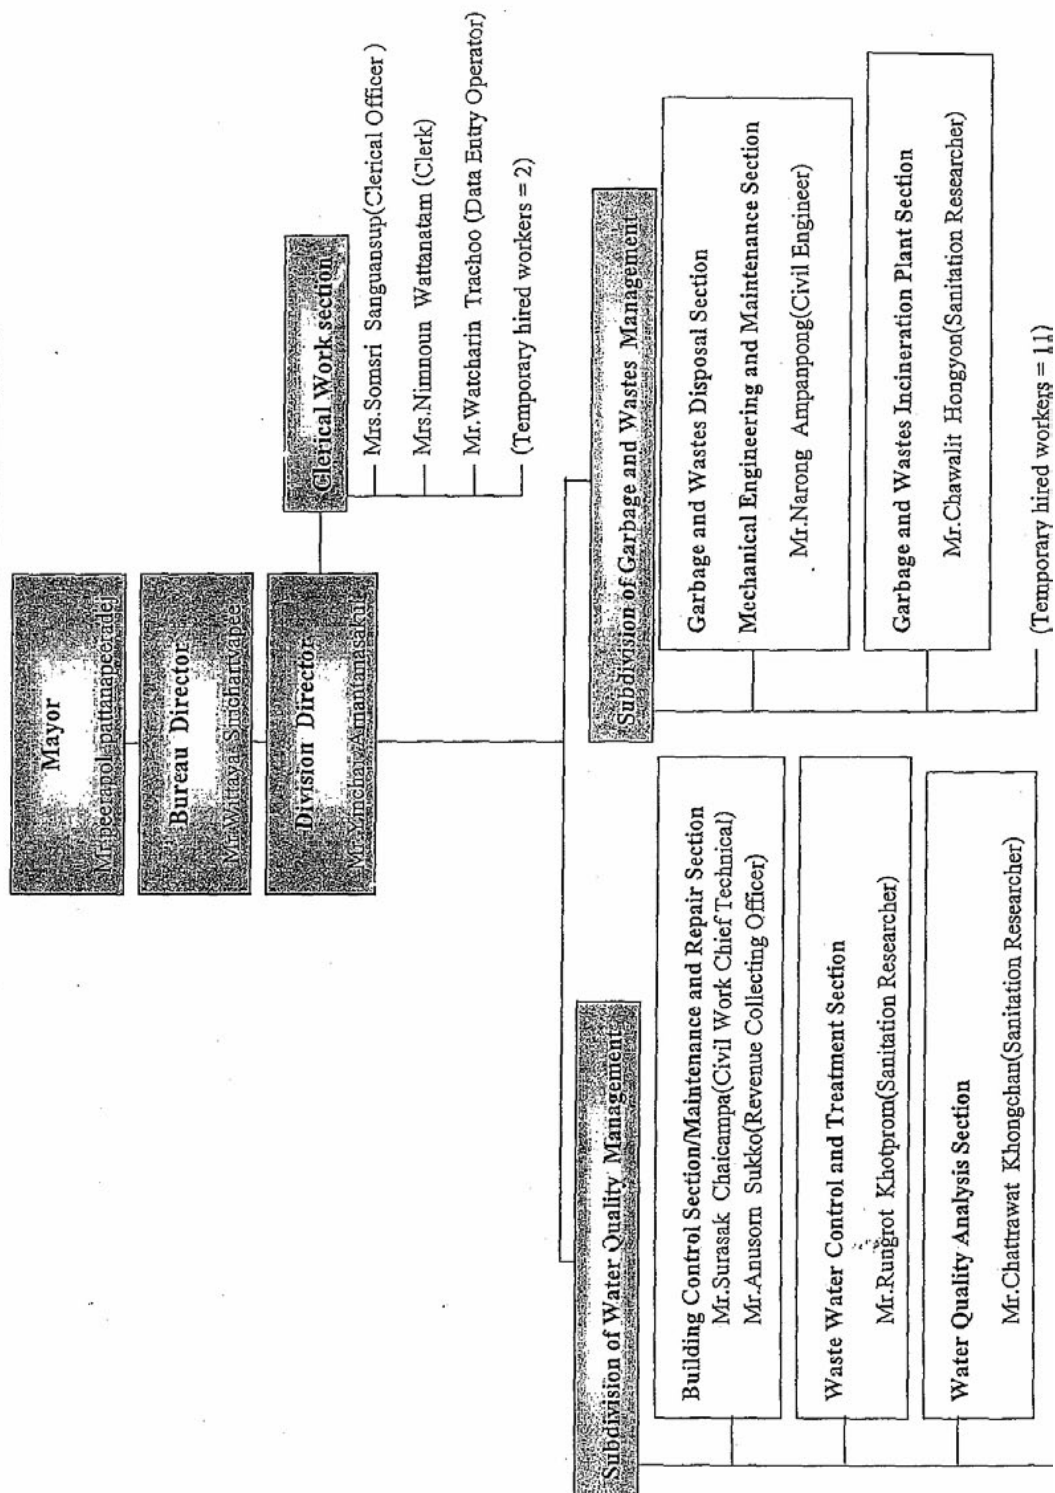 Mayor
Mr.peerapol pattanapeeradej
Bureau Director
Mr.Wittaya Sinchariyapee
Division Director
Mr.Yinchai Amantanasakul
Clerical Work section
Mrs.Somsri Sanguansup(Clerical Officer )
Mrs.Nimnoun Wattanatam (Clerk)
Mr.Watcharin Trachoo (Data Entry Operator)
(Temporary hired workers = 2)
Subdivision of Water Quality Management
Building Control Section/Maintenance and Repair Section
Mr.Surasak Chaicampa(Civil Work Chief Technical)
Mr.Anusorn Sukko(Revenue Collecting Officer)
Waste Water Control and Treatment Section
Mr.Rungrot Khotprom(Sanitation Researcher)
Water Quality Analysis Section
Mr.Chattrawat Khongchan(Sanitation Researcher)
Subdivision of Garbage and Wastes Management
Garbage and Wastes Disposal Section
Mechanical Engineering and Maintenance Section
Mr.Narong Ampanpong(Civil Engineer)
Garbage and Wastes Incineration Plant Section
Mr.Chawalit Hongyon(Sanitation Researcher)
(Temporary hired workers = 11)